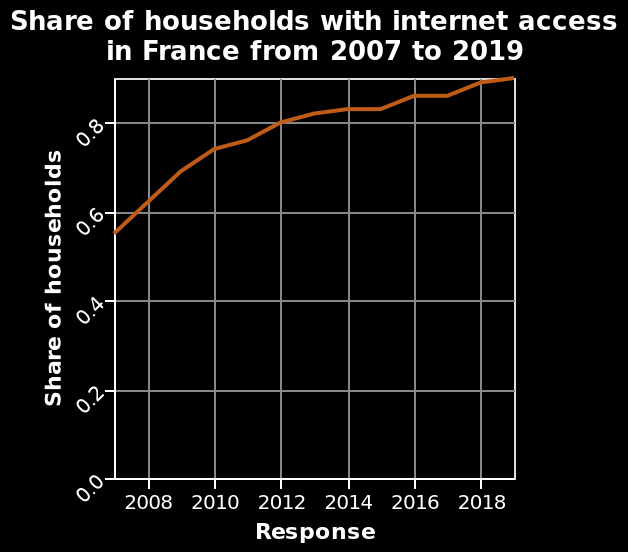 Share of households with internet access
in France from 2007 to 2019
Share of households
0.8
0.6
0.4
0.2
0.0
2008 2010 2012 2014 2016 2018
Response